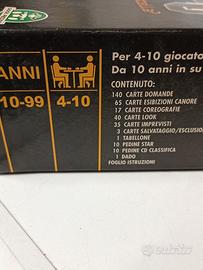 ANNI
10-99
4-10
Per 4-10 giocato
Da 10 anni in su
CONTENUTO:
140 CARTE DOMANDE
65 CARTE ESIBIZIONI CANORE
17 CARTE COREOGRAFIE
40 CARTE LOOK
35 CARTE IMPREVISTI
3 CARTE SALVATAGGIO/ESCLUSIO
1 TABELLONE
10 PEDINE STAR
10 PEDINE CD CLASSIFICA
1 DADO
FOGLIO ISTRUZIONI
subito.it